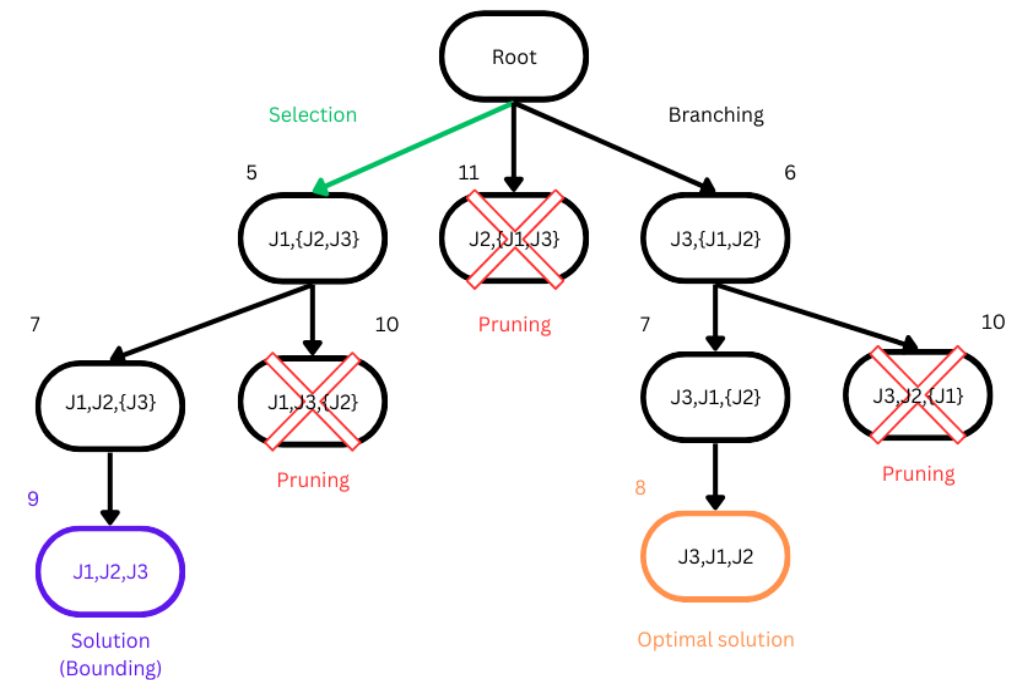 Root
Selection
Branching
5
11
6
J1,{J2,J3}
J2,{J1,J3}
J3,{J1,J2}
Pruning
7
10
7
10
J1,J2,{J3}
J1,J3,{J2}
J3,J1,{J2}
J3,J2,{J1}
Pruning
Pruning
9
8
J1,J2,J3
J3,J1,J2
Solution
(Bounding)
Optimal solution